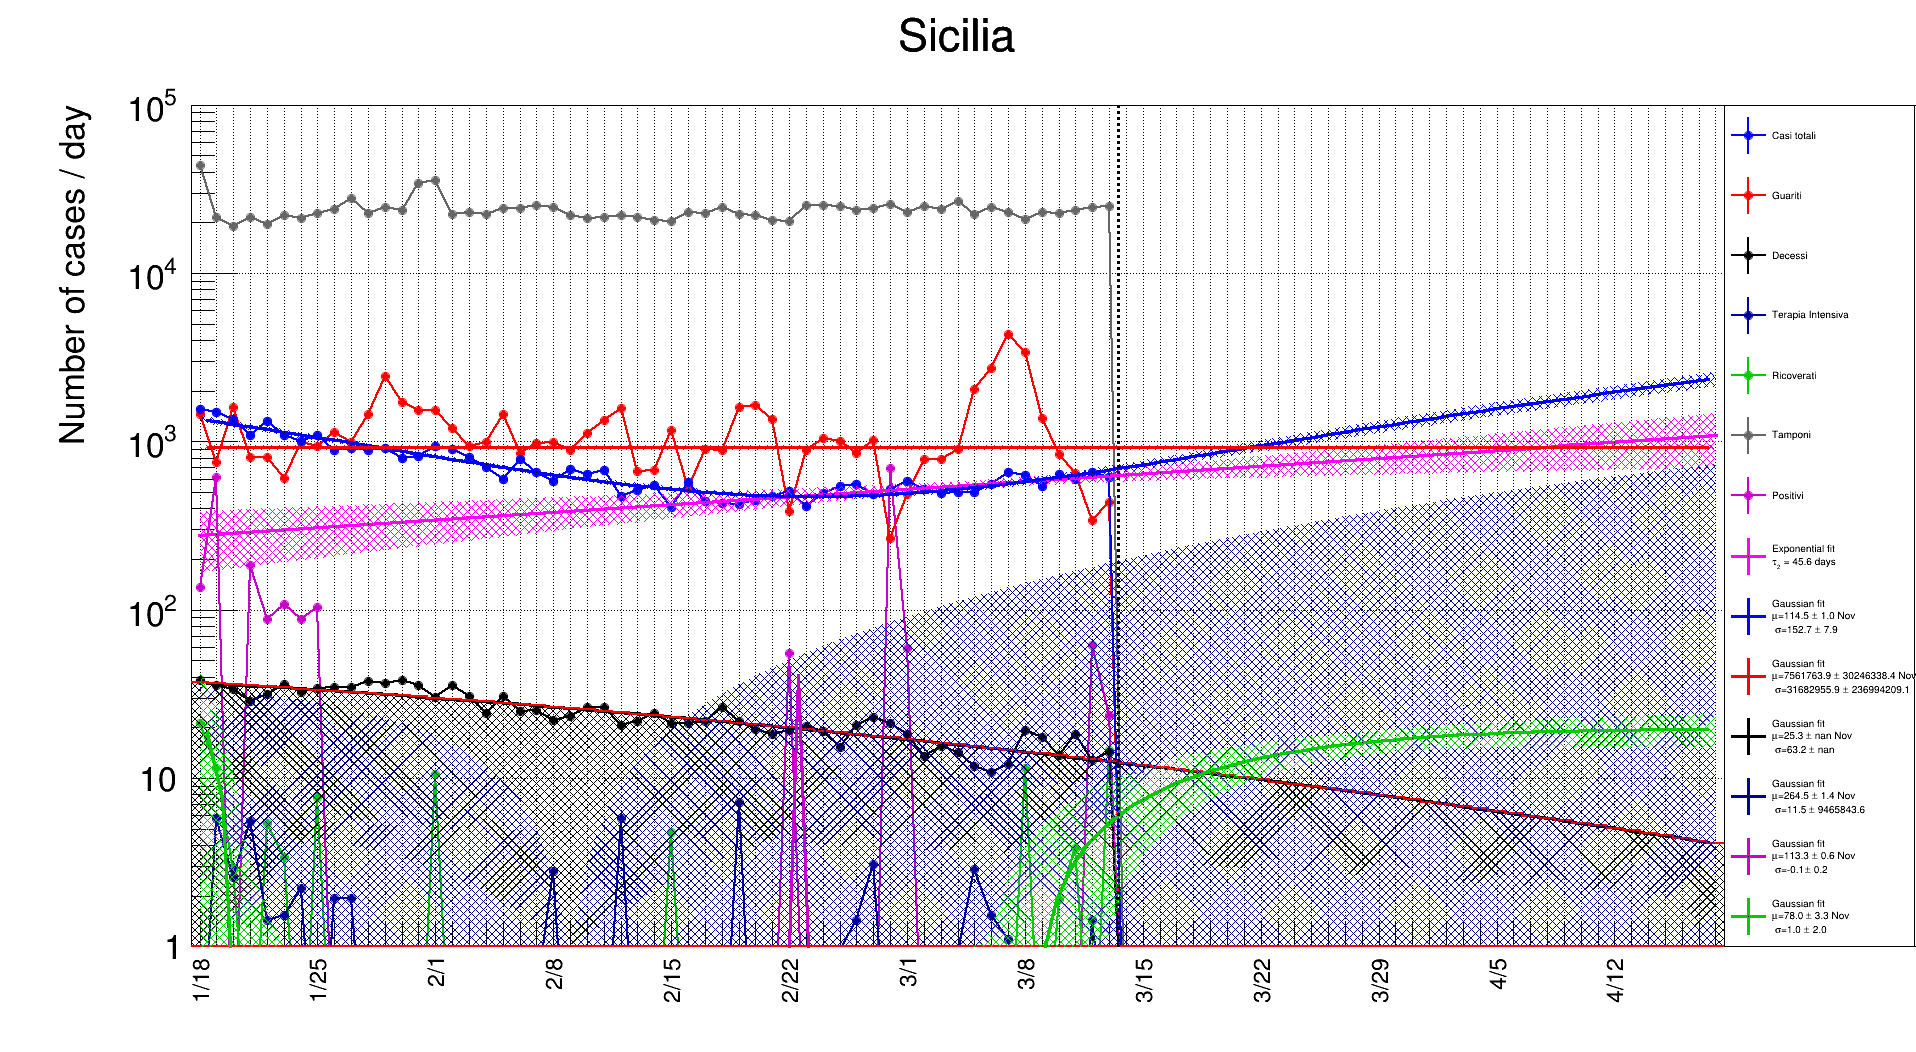 Sicilia
Number of cases / day
10^5
10^4
10^3
10^2
10
1
1/18
1/25
2/1
2/8
2/15
2/22
3/1
3/8
3/15
3/22
3/29
4/5
4/12
Casi totali
Guariti
Decessi
Terapia Intensiva
Ricoverati
Tamponi
Positivi
Exponential fit
τ₂ = 45.6 days
Gaussian fit
μ=114.5 ± 1.0 Nov
σ=152.7 ± 7.9
Gaussian fit
μ=7561763.9 ± 30246338.4 Nov
σ=31682955.9 ± 236994209.1
Gaussian fit
μ=25.3 ± nan Nov
σ=63.2 ± nan
Gaussian fit
μ=264.5 ± 1.4 Nov
σ=11.5 ± 9465843.6
Gaussian fit
μ=113.3 ± 0.6 Nov
σ=-0.1 ± 0.2
Gaussian fit
μ=78.0 ± 3.3 Nov
σ=1.0 ± 2.0